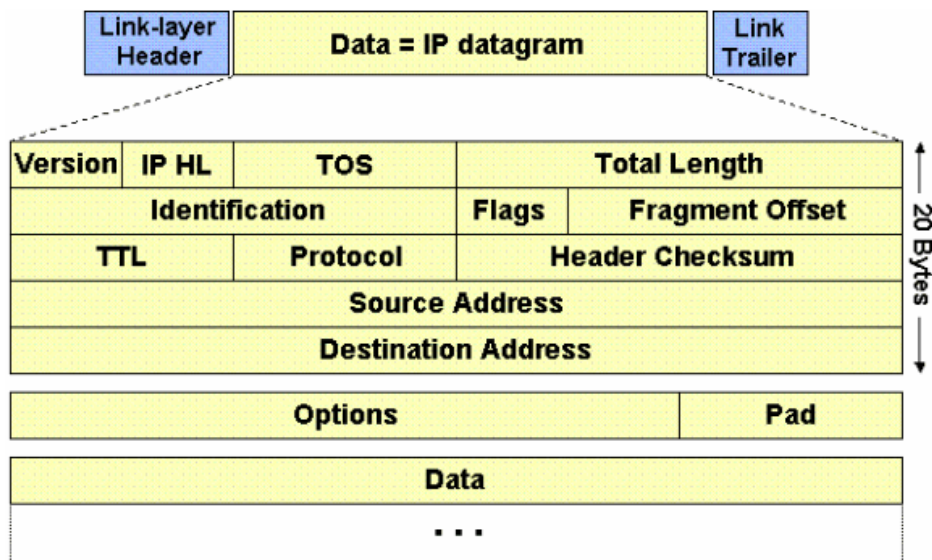 Link-layer
Header
Data = IP datagram
Link
Trailer
Version IP HL TOS Total Length
Identification Flags Fragment Offset
TTL Protocol Header Checksum
Source Address
Destination Address
20 Bytes
Options Pad
Data
...